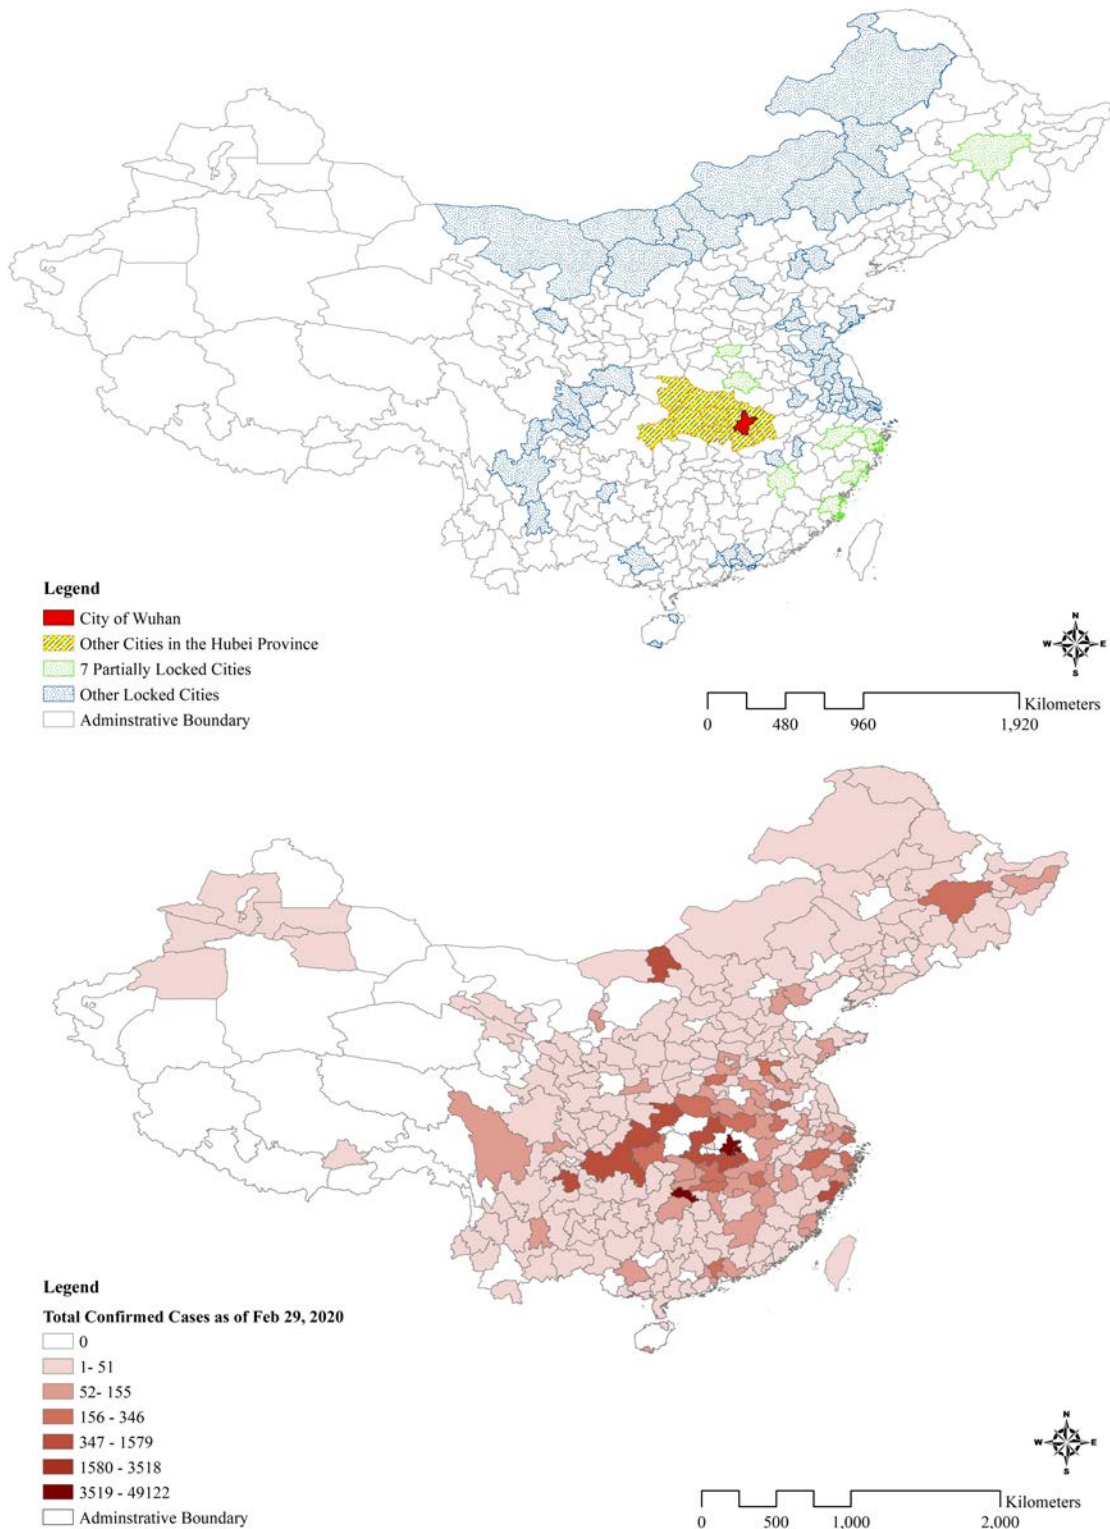 Legend
City of Wuhan
Other Cities in the Hubei Province
7 Partially Locked Cities
Other Locked Cities
Adminstrative Boundary
N
W E
S
Kilometers
0 480 960 1,920
Legend
Total Confirmed Cases as of Feb 29, 2020
0
1- 51
52- 155
156 - 346
347 - 1579
1580 - 3518
3519 - 49122
Adminstrative Boundary
N
W E
S
Kilometers
0 500 1,000 2,000